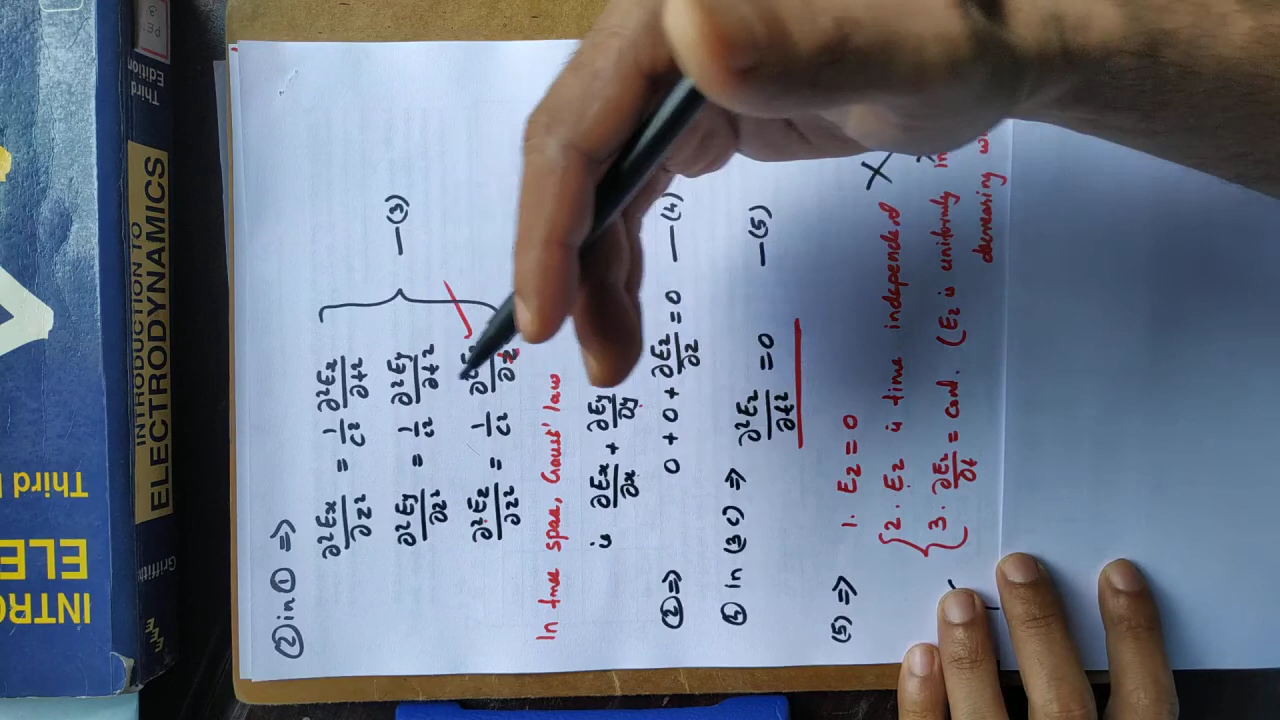 ② in ① ⇒
∂²Ex/∂z² = 1/c² ∂²Ex/∂t²
∂²Ey/∂z² = 1/c² ∂²Ey/∂t² —(3)
∂²Ez/∂z² = 1/c²
In free space, Gauss' law
is ∂Ex/∂x + ∂Ey/∂y
②⇒ 0 + 0 + ∂Ez/∂z = 0 —(4)
④ in (3c) ⇒ ∂²Ez/∂t² = 0 —(5)
(5) ⇒ 1. Ez = 0
2. Ez is time independent X
3. ∂Ez/∂t = const. (Ez is uniformly
decreasing
INTRODUCTION TO
ELECTRODYNAMICS
Third
Edition
Third
INTRO
ELE